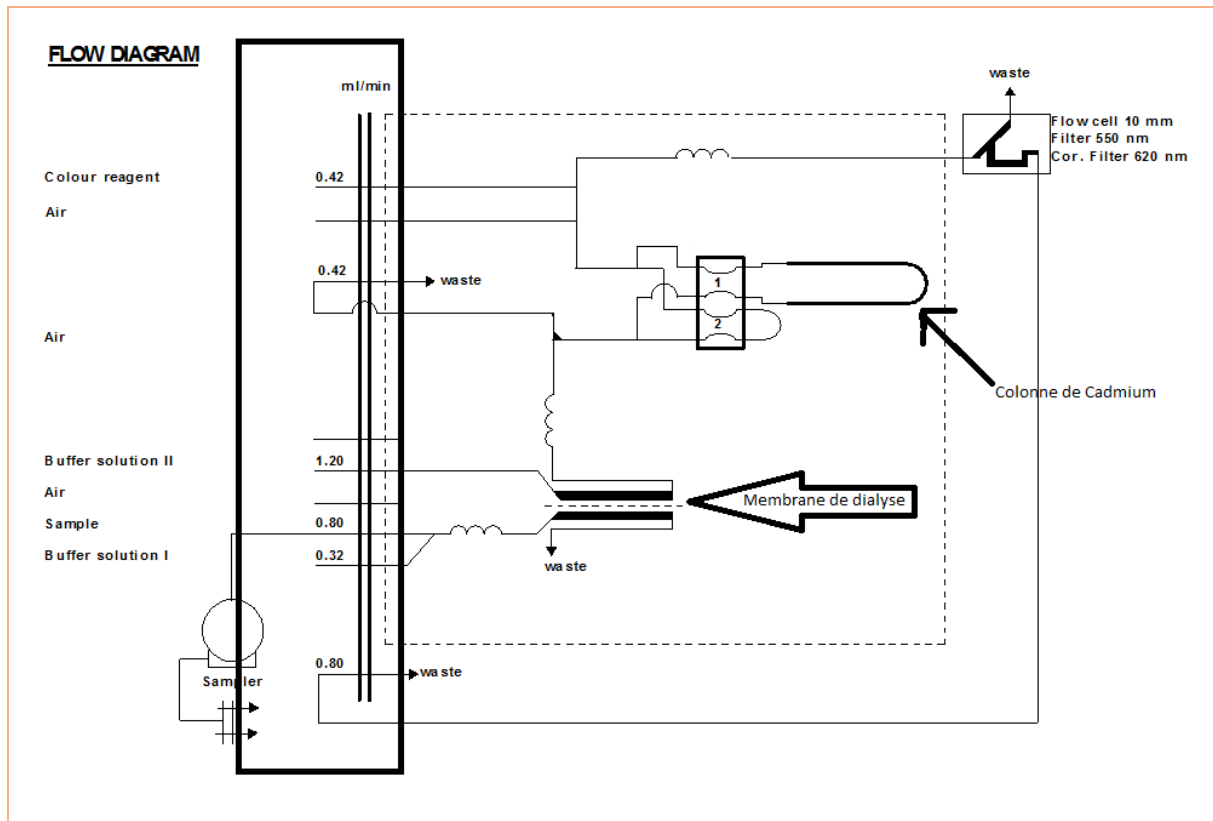 FLOW DIAGRAM
ml/min
waste
Flow cell 10 mm
Filter 550 nm
Cor. Filter 620 nm
Colour reagent
0.42
Air
0.42
waste
1
2
Air
Colonne de Cadmium
Buffer solution II
1.20
Air
Membrane de dialyse
Sample
0.80
Buffer solution I
0.32
waste
0.80
waste
Sampler